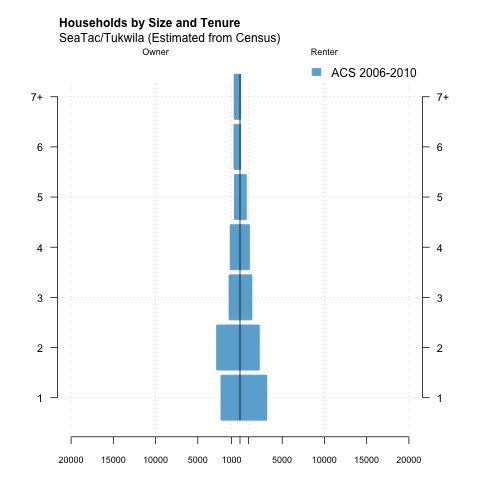 Households by Size and Tenure
SeaTac/Tukwila (Estimated from Census)
Owner Renter
ACS 2006-2010
7+ 7+
6 6
5 5
4 4
3 3
2 2
1 1
20000 15000 10000 5000 1000 5000 10000 15000 20000